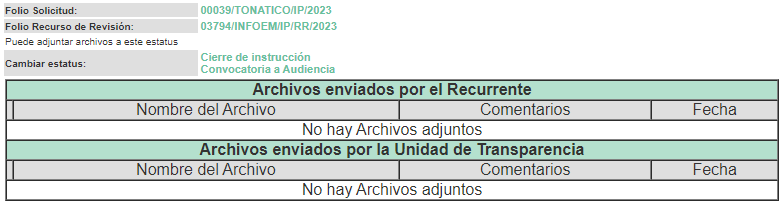 Folio Solicitud: 00039/TONATICO/IP/2023
Folio Recurso de Revisión: 03794/INFOEM/IP/RR/2023
Puede adjuntar archivos a este estatus
Cambiar estatus: Cierre de instrucción
Convocatoria a Audiencia
Archivos enviados por el Recurrente
Nombre del Archivo Comentarios Fecha
No hay Archivos adjuntos
Archivos enviados por la Unidad de Transparencia
Nombre del Archivo Comentarios Fecha
No hay Archivos adjuntos